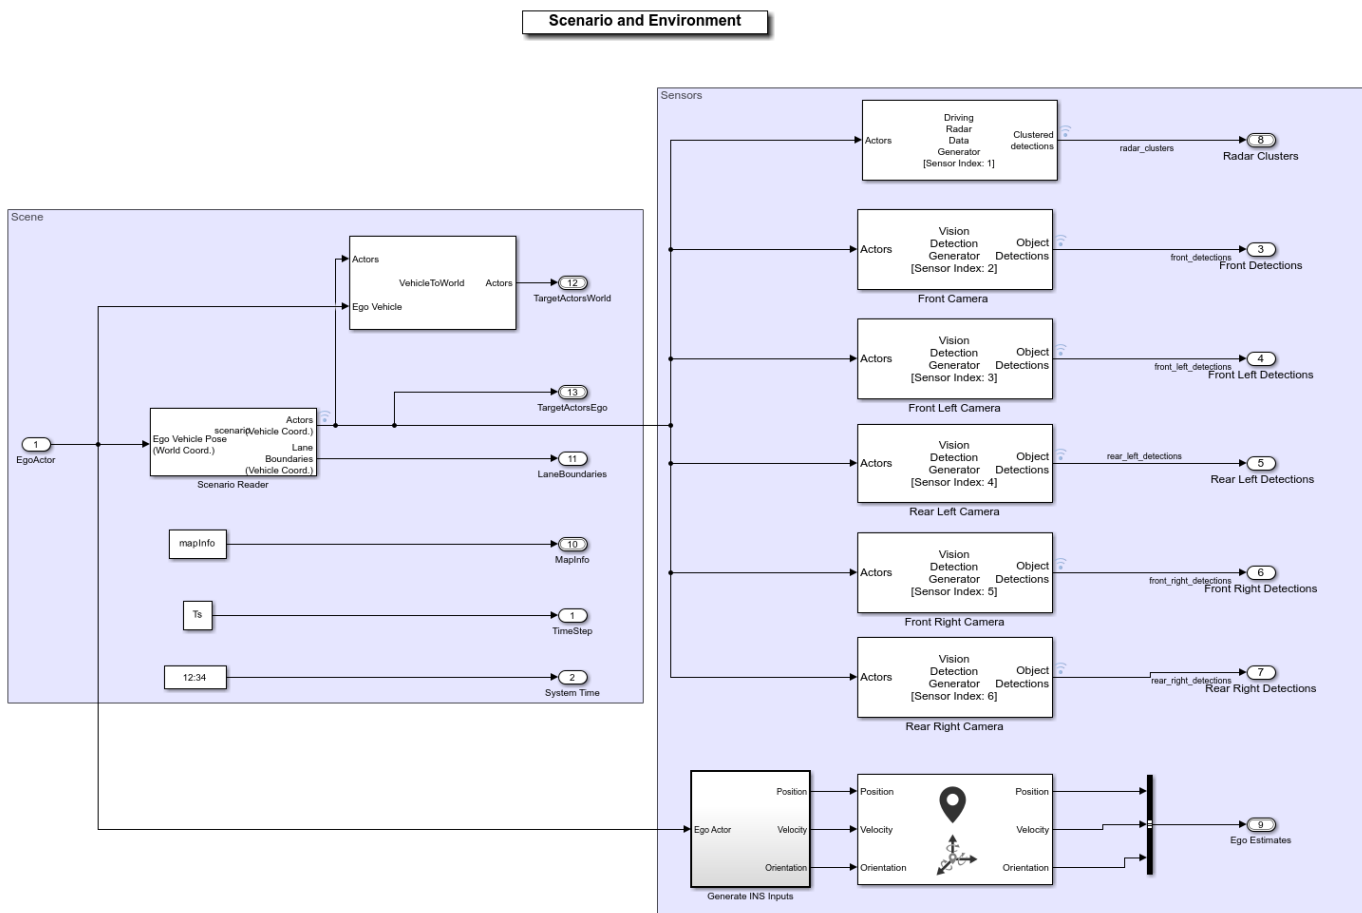 Scenario and Environment
Scene
Actors
VehicleToWorld
Actors
Ego Vehicle
12
TargetActorsWorld
13
TargetActorsEgo
1
EgoActor
Ego Vehicle Pose
(World Coord.)
scenario
Actors
(Vehicle Coord.)
Lane
Boundaries
(Vehicle Coord.)
Scenario Reader
11
LaneBoundaries
mapInfo
10
MapInfo
Ts
1
TimeStep
12:34
2
System Time
Sensors
Actors
Driving
Radar
Data
Generator
[Sensor Index: 1]
Clustered
detections
radar_clusters
8
Radar Clusters
Actors
Vision
Detection
Generator
[Sensor Index: 2]
Object
Detections
Front Camera
front_detections
3
Front Detections
Actors
Vision
Detection
Generator
[Sensor Index: 3]
Object
Detections
Front Left Camera
front_left_detections
4
Front Left Detections
Actors
Vision
Detection
Generator
[Sensor Index: 4]
Object
Detections
Rear Left Camera
rear_left_detections
5
Rear Left Detections
Actors
Vision
Detection
Generator
[Sensor Index: 5]
Object
Detections
Front Right Camera
front_right_detections
6
Front Right Detections
Actors
Vision
Detection
Generator
[Sensor Index: 6]
Object
Detections
Rear Right Camera
rear_right_detections
7
Rear Right Detections
Ego Actor
Position
Velocity
Orientation
Generate INS Inputs
Position
Velocity
Orientation
Position
Velocity
Orientation
9
Ego Estimates